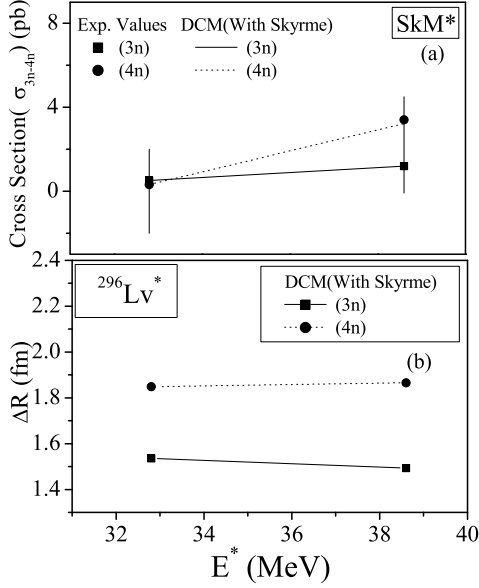 Exp. Values DCM(With Skyrme) SkM*
(3n) (3n)
(4n) (4n)
(a)
Cross Section( σ3n-4n) (pb)
8
4
0
296Lv*
DCM(With Skyrme)
(3n)
(4n)
(b)
ΔR (fm)
2.4
2.2
2.0
1.8
1.6
1.4
32 34 36 38 40
E* (MeV)